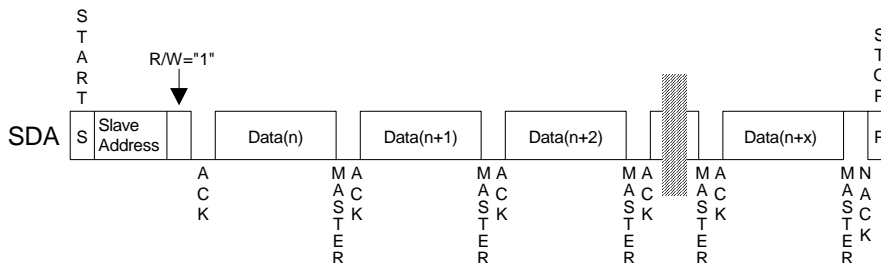 START
R/W="1"
STOP
SDA
S
Slave
Address
Data(n)
Data(n+1)
Data(n+2)
Data(n+x)
P
ACK
MASTER
ACK
MASTER
ACK
MASTER
ACK
MASTER
ACK
MASTER
NACK